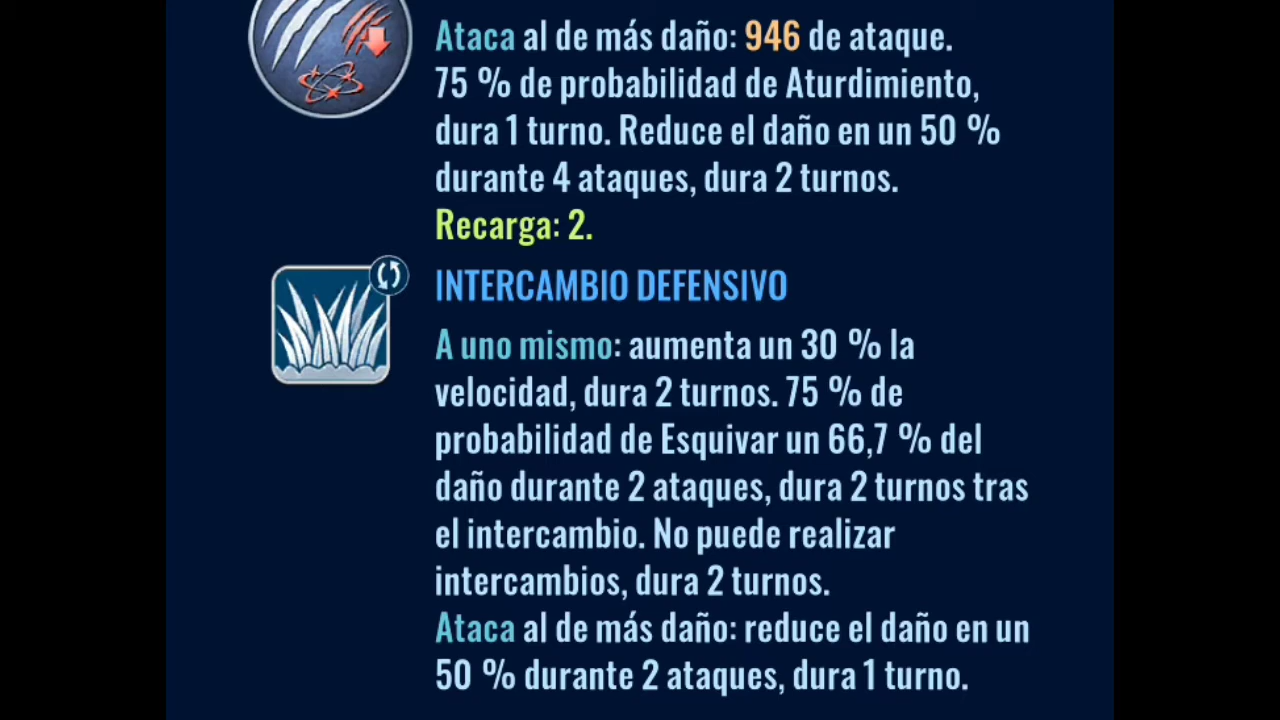 Ataca al de más daño: 946 de ataque.
75 % de probabilidad de Aturdimiento,
dura 1 turno. Reduce el daño en un 50 %
durante 4 ataques, dura 2 turnos.
Recarga: 2.
INTERCAMBIO DEFENSIVO
A uno mismo: aumenta un 30 % la
velocidad, dura 2 turnos. 75 % de
probabilidad de Esquivar un 66,7 % del
daño durante 2 ataques, dura 2 turnos tras
el intercambio. No puede realizar
intercambios, dura 2 turnos.
Ataca al de más daño: reduce el daño en un
50 % durante 2 ataques, dura 1 turno.